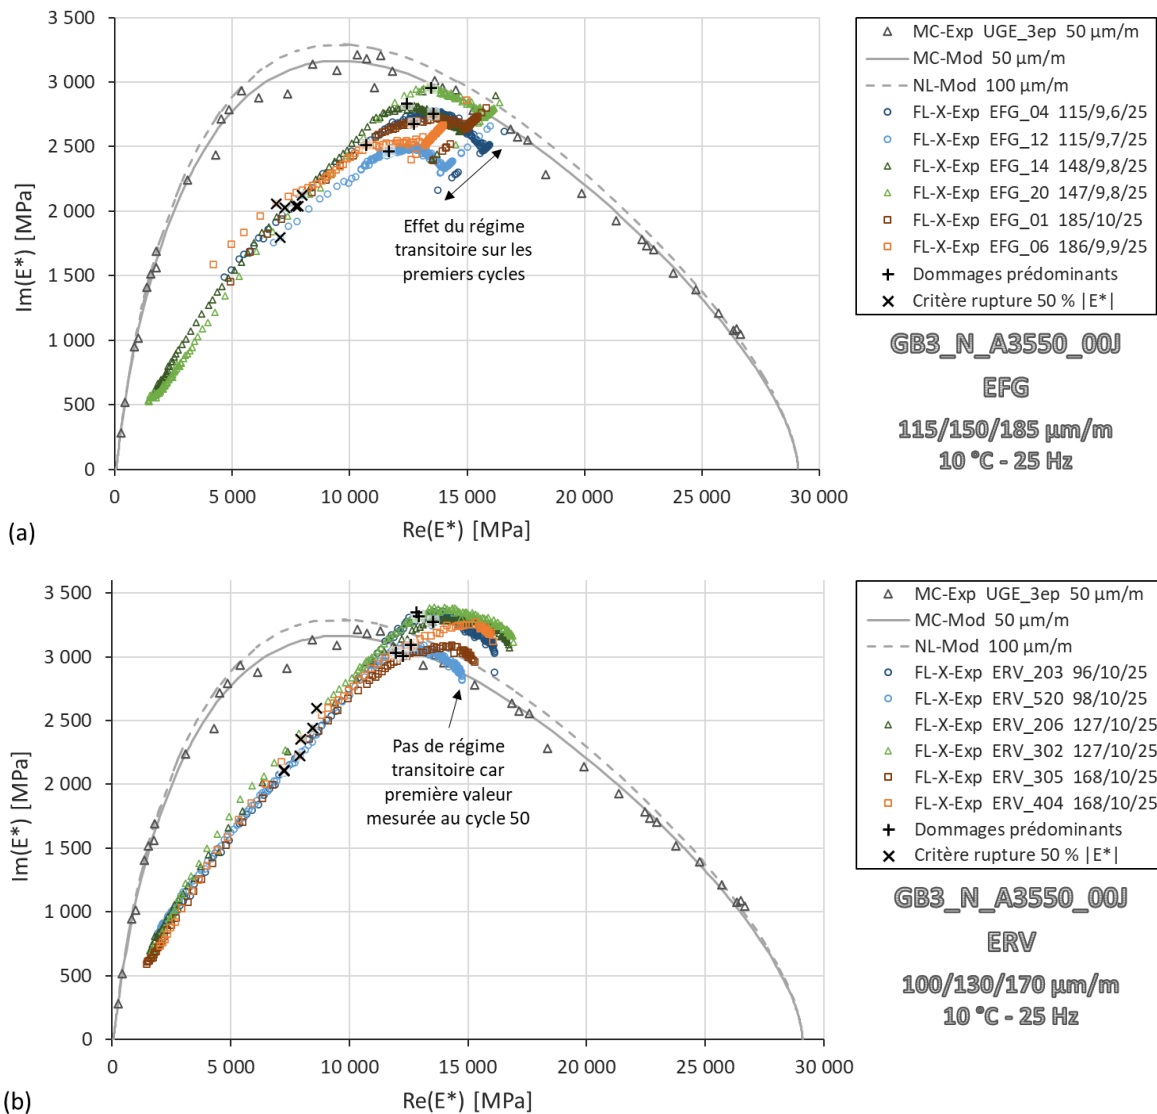 3 500
3 000
2 500
2 000
1 500
1 000
500
0
Im(E*) [MPa]
0 5 000 10 000 15 000 20 000 25 000 30 000
Re(E*) [MPa]
(a)
Effet du régime
transitoire sur les
premiers cycles
MC-Exp UGE_3ep 50 µm/m
MC-Mod 50 µm/m
NL-Mod 100 µm/m
FL-X-Exp EFG_04 115/9,6/25
FL-X-Exp EFG_12 115/9,7/25
FL-X-Exp EFG_14 148/9,8/25
FL-X-Exp EFG_20 147/9,8/25
FL-X-Exp EFG_01 185/10/25
FL-X-Exp EFG_06 186/9,9/25
Dommages prédominants
Critère rupture 50 % |E*|
GB3_N_A3550_00J
EFG
115/150/185 µm/m
10 °C - 25 Hz
3 500
3 000
2 500
2 000
1 500
1 000
500
0
Im(E*) [MPa]
0 5 000 10 000 15 000 20 000 25 000 30 000
Re(E*) [MPa]
(b)
Pas de régime
transitoire car
première valeur
mesurée au cycle 50
MC-Exp UGE_3ep 50 µm/m
MC-Mod 50 µm/m
NL-Mod 100 µm/m
FL-X-Exp ERV_203 96/10/25
FL-X-Exp ERV_520 98/10/25
FL-X-Exp ERV_206 127/10/25
FL-X-Exp ERV_302 127/10/25
FL-X-Exp ERV_305 168/10/25
FL-X-Exp ERV_404 168/10/25
Dommages prédominants
Critère rupture 50 % |E*|
GB3_N_A3550_00J
ERV
100/130/170 µm/m
10 °C - 25 Hz